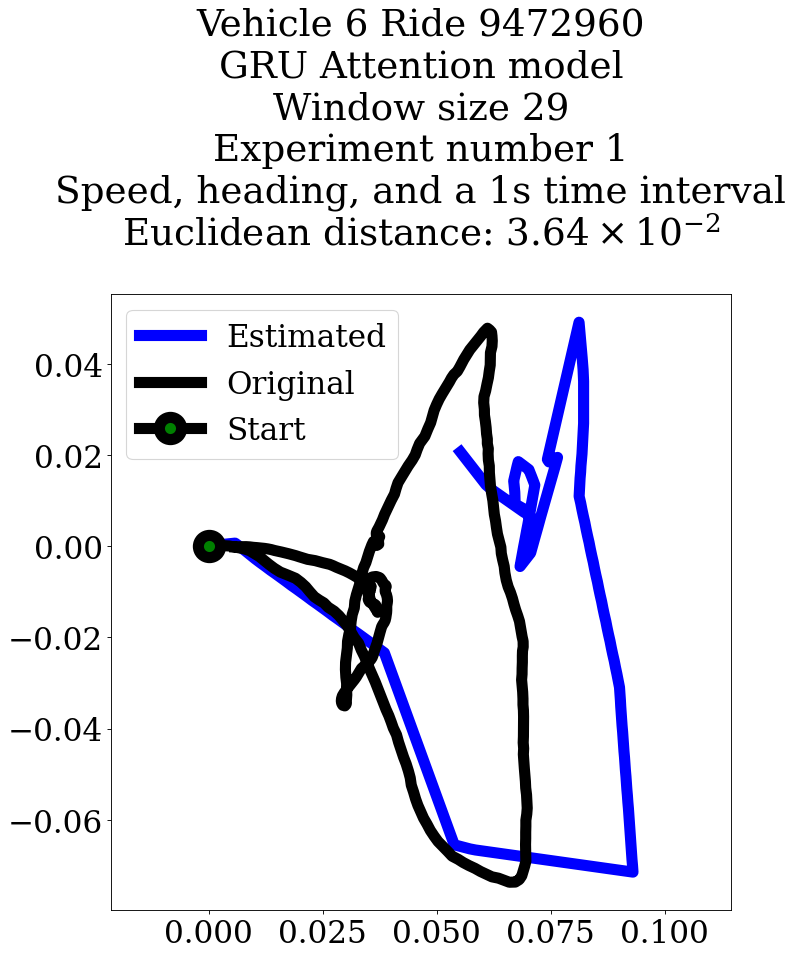 Vehicle 6 Ride 9472960
GRU Attention model
Window size 29
Experiment number 1
Speed, heading, and a 1s time interval
Euclidean distance: 3.64 × 10⁻²
Estimated
Original
Start
0.04
0.02
0.00
−0.02
−0.04
−0.06
0.000 0.025 0.050 0.075 0.100